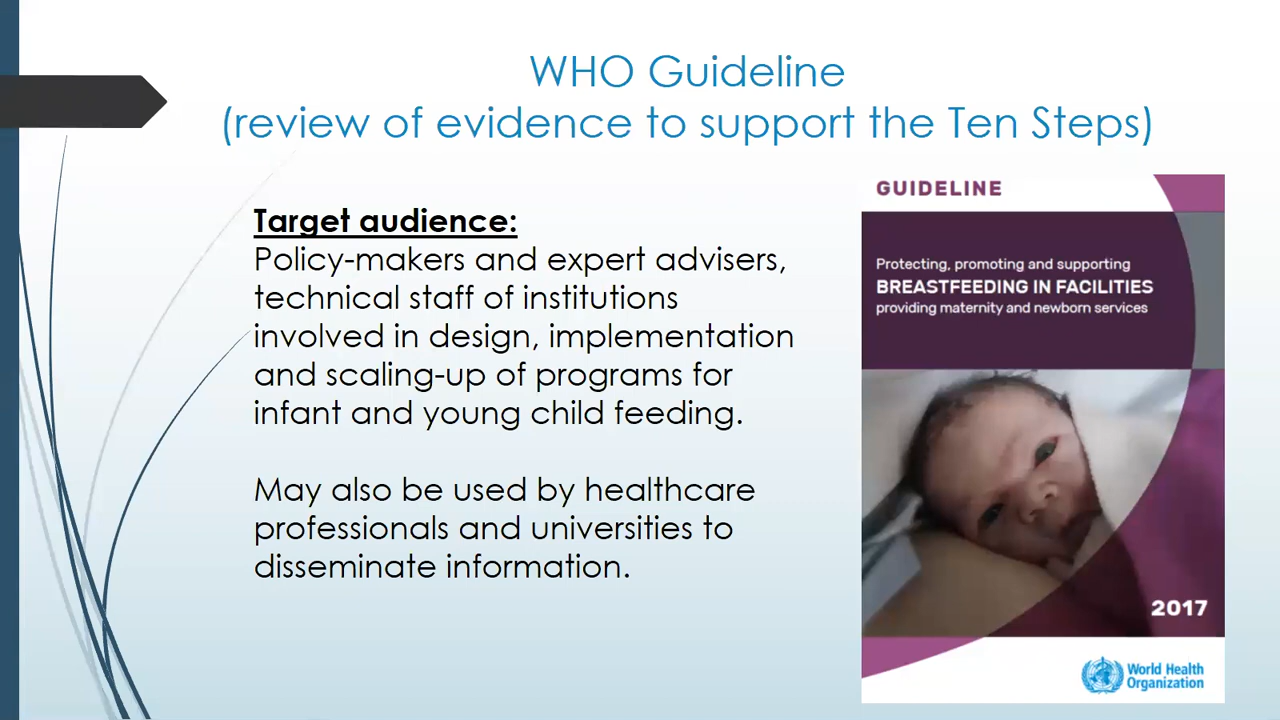 WHO Guideline
(review of evidence to support the Ten Steps)
Target audience:
Policy-makers and expert advisers,
technical staff of institutions
involved in design, implementation
and scaling-up of programs for
infant and young child feeding.
May also be used by healthcare
professionals and universities to
disseminate information.
GUIDELINE
Protecting, promoting and supporting
BREASTFEEDING IN FACILITIES
providing maternity and newborn services
2017
World Health
Organization